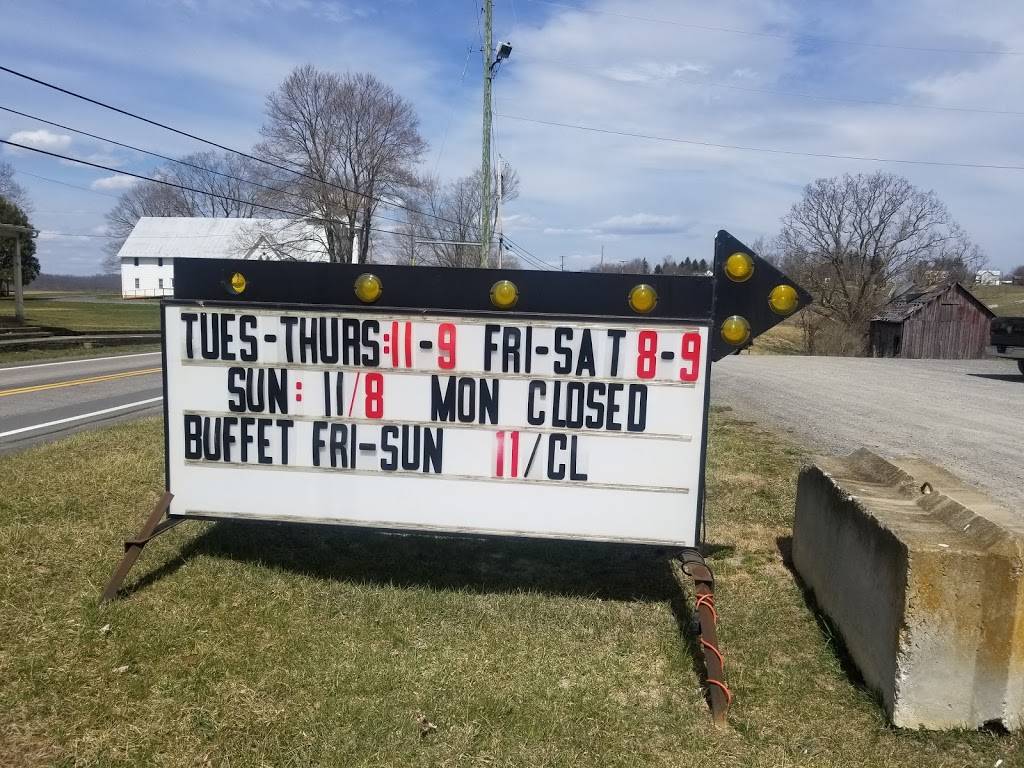 TUES-THURS:11-9 FRI-SAT 8-9
SUN: 11/8 MON CLOSED
BUFFET FRI-SUN 11/CL